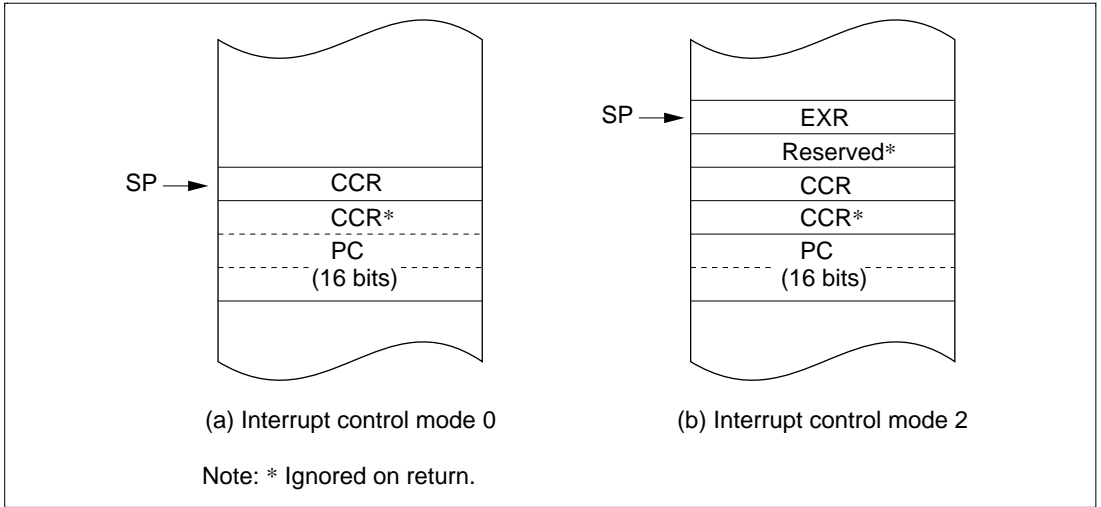 SP
CCR
CCR*
PC
(16 bits)
(a) Interrupt control mode 0
SP
EXR
Reserved*
CCR
CCR*
PC
(16 bits)
(b) Interrupt control mode 2
Note: * Ignored on return.